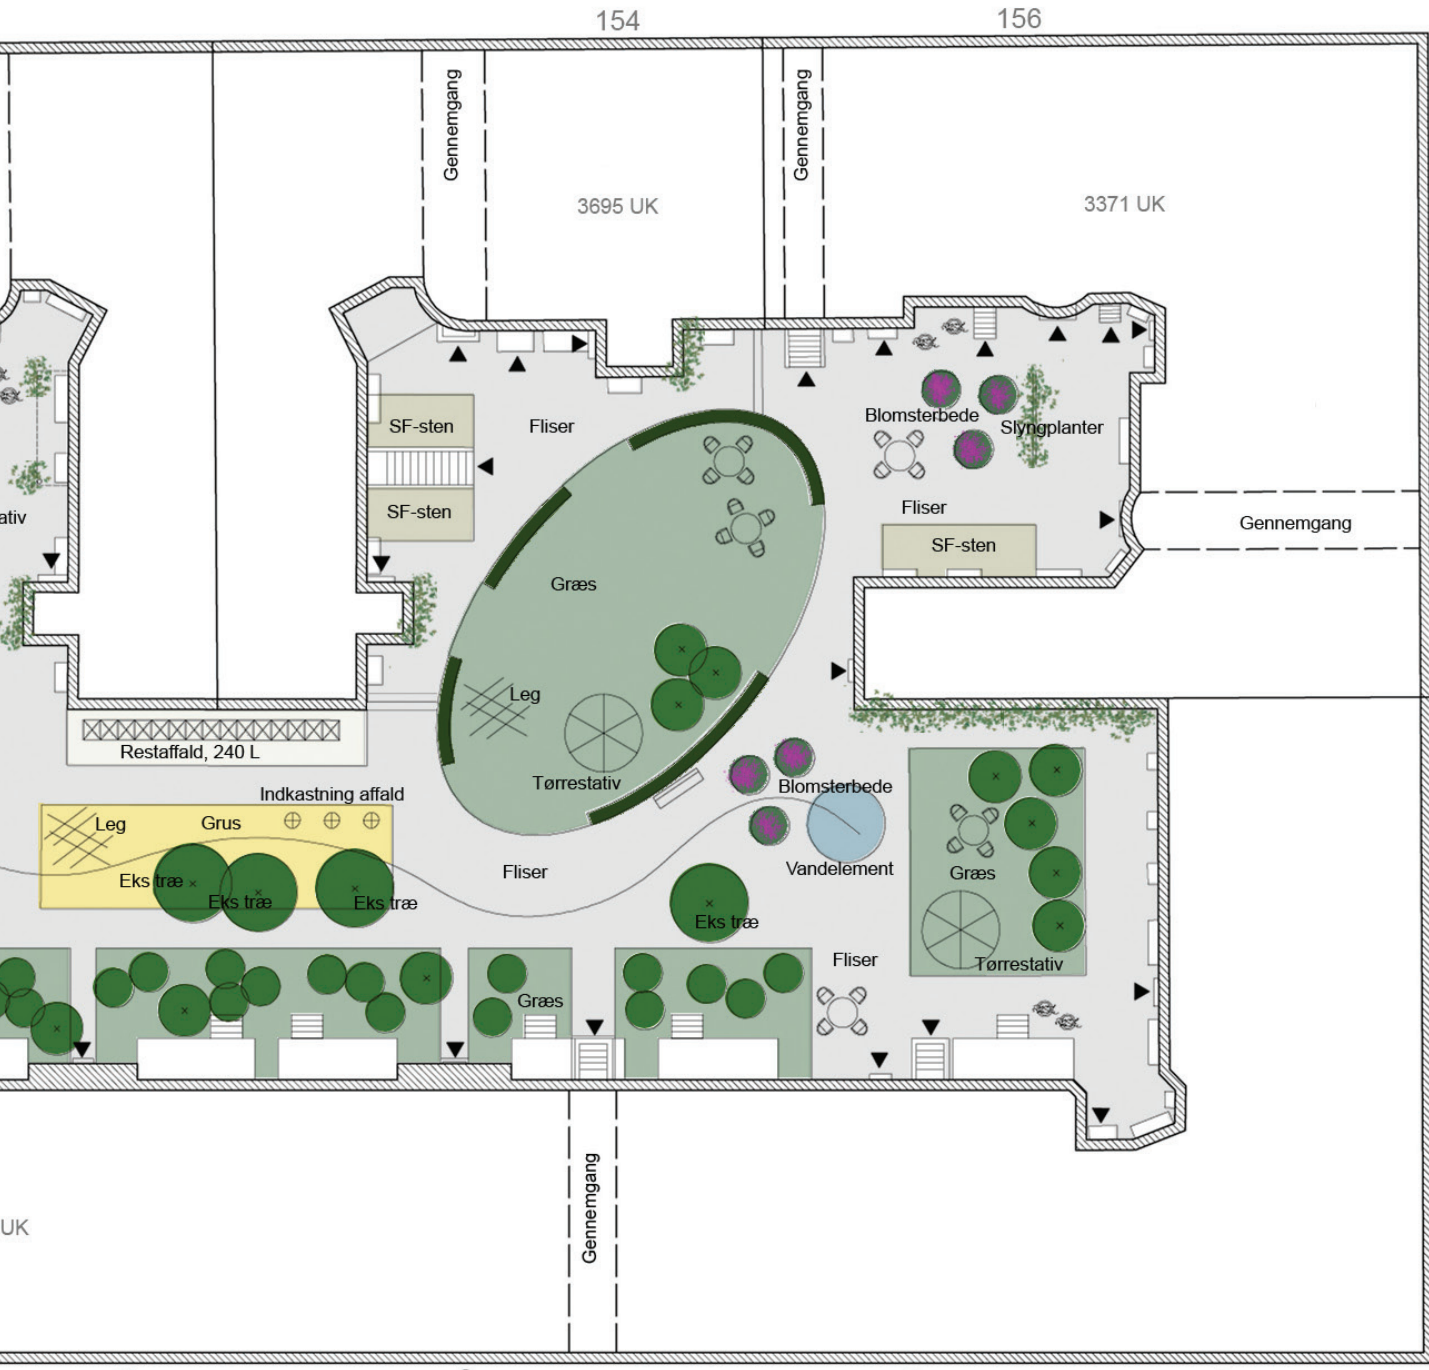 154
156
Gennemgang
Gennemgang
3695 UK
3371 UK
SF-sten
Fliser
Blomsterbede
Slyngplanter
SF-sten
Fliser
ativ
Gennemgang
SF-sten
Græs
Leg
Restaffald, 240 L
Tørrestativ
Blomsterbede
Indkastning affald
Leg
Grus
Fliser
Vandelement
Græs
Eks træ
Eks træ
Eks træ
Eks træ
Fliser
Tørrestativ
Græs
Gennemgang
UK